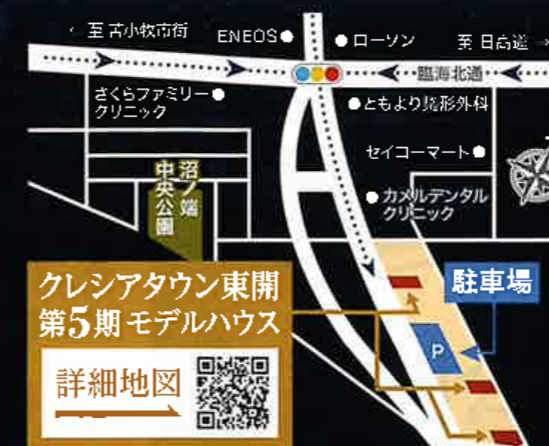 至 苫小牧市街
ENEOS
ローソン
至 日高道
臨海北通
さくらファミリー
クリニック
ともより整形外科
セイコーマート
カメルデンタル
クリニック
沼ノ端
中央公園
クレシアタウン東開
第5期 モデルハウス
駐車場
P
詳細地図